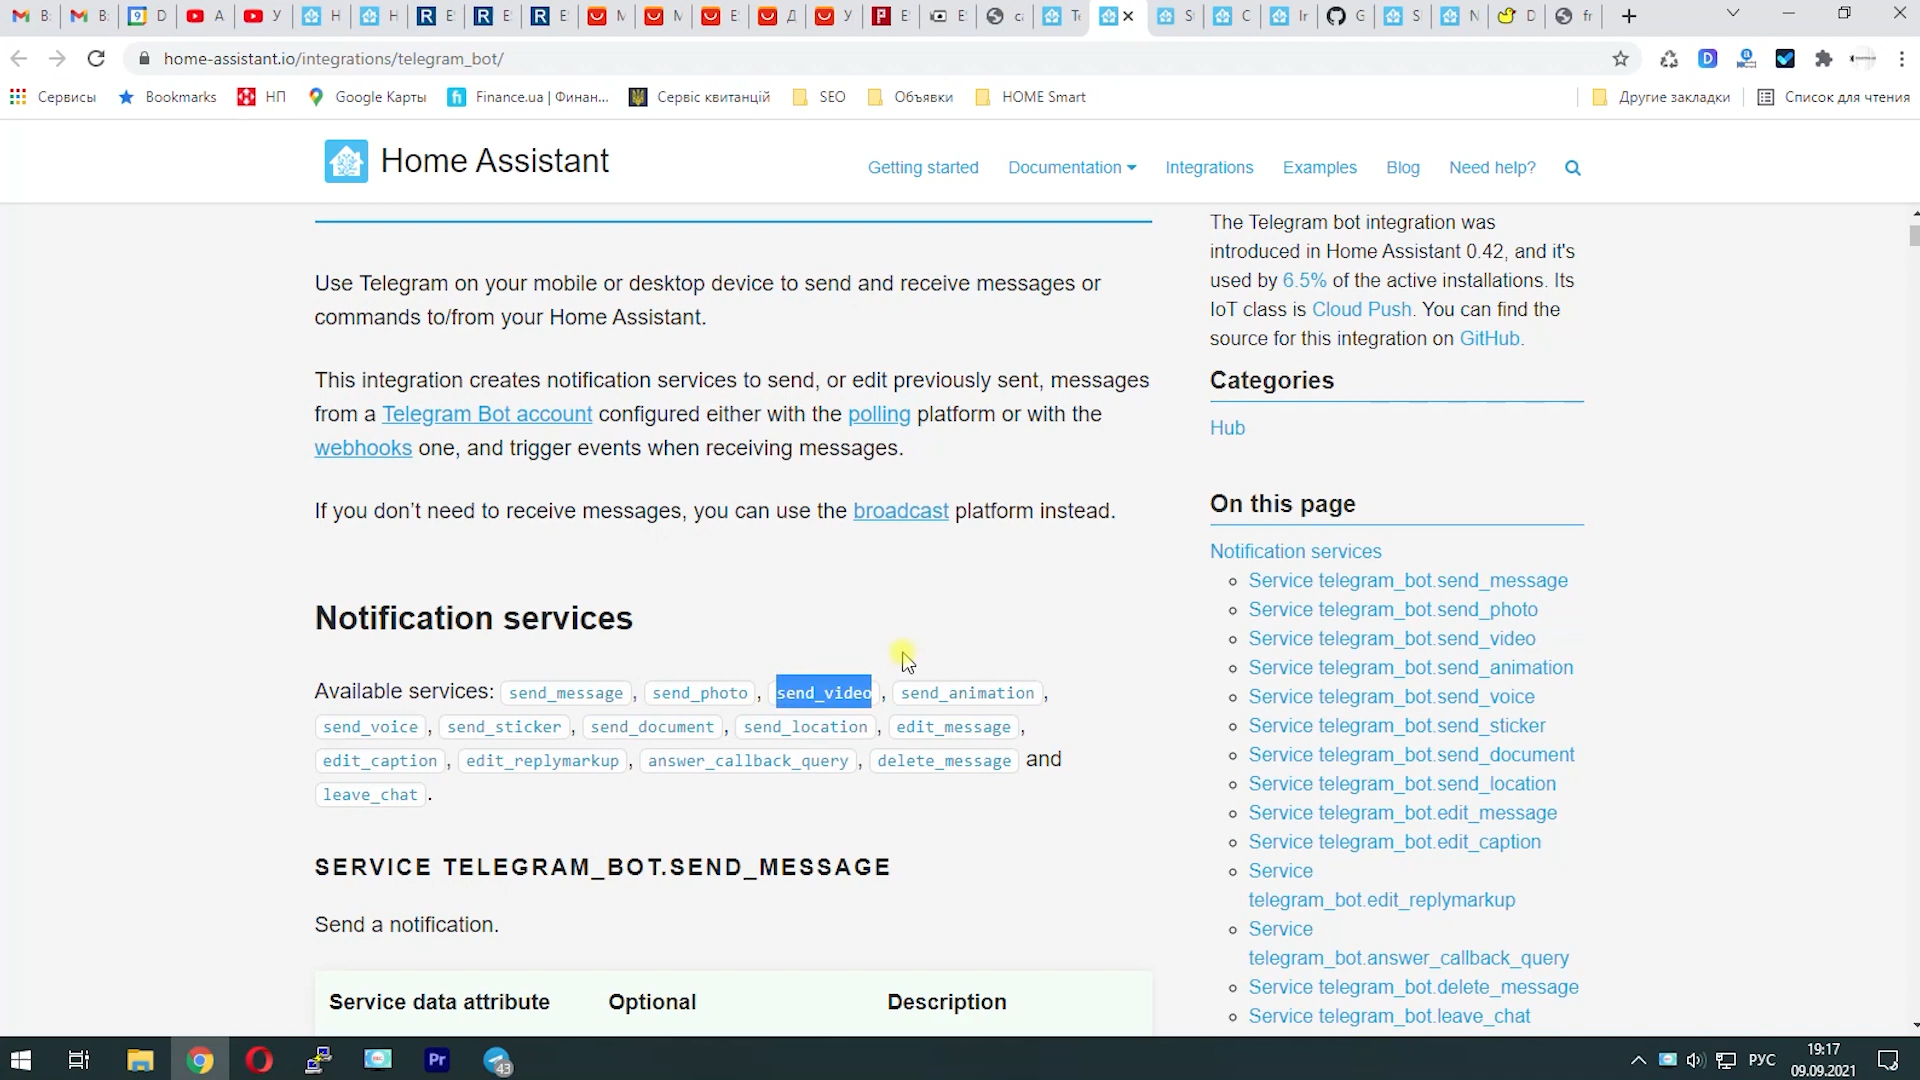 B:
B:
D
A
У
H
H
E
E
E
M
M
E
Д
У
E
E
ca
Te
S
C
Ir
G
S
N
D
fr
home-assistant.io/integrations/telegram_bot/
Сервисы
Bookmarks
НП
Google Карты
Finance.ua | Финан...
Сервіс квитанцій
SEO
Объявки
HOME Smart
Другие закладки
Список для чтения
Home Assistant
Getting started
Documentation
Integrations
Examples
Blog
Need help?
Use Telegram on your mobile or desktop device to send and receive messages or
commands to/from your Home Assistant.
This integration creates notification services to send, or edit previously sent, messages
from a Telegram Bot account configured either with the polling platform or with the
webhooks one, and trigger events when receiving messages.
If you don’t need to receive messages, you can use the broadcast platform instead.
Notification services
Available services: send_message, send_photo, send_video, send_animation,
send_voice, send_sticker, send_document, send_location, edit_message,
edit_caption, edit_replymarkup, answer_callback_query, delete_message and
leave_chat.
SERVICE TELEGRAM_BOT.SEND_MESSAGE
Send a notification.
Service data attribute Optional Description
The Telegram bot integration was
introduced in Home Assistant 0.42, and it's
used by 6.5% of the active installations. Its
IoT class is Cloud Push. You can find the
source for this integration on GitHub.
Categories
Hub
On this page
Notification services
Service telegram_bot.send_message
Service telegram_bot.send_photo
Service telegram_bot.send_video
Service telegram_bot.send_animation
Service telegram_bot.send_voice
Service telegram_bot.send_sticker
Service telegram_bot.send_document
Service telegram_bot.send_location
Service telegram_bot.edit_message
Service telegram_bot.edit_caption
Service
telegram_bot.edit_replymarkup
Service
telegram_bot.answer_callback_query
Service telegram_bot.delete_message
Service telegram_bot.leave_chat
Pr
43
РУС
19:17
09.09.2021